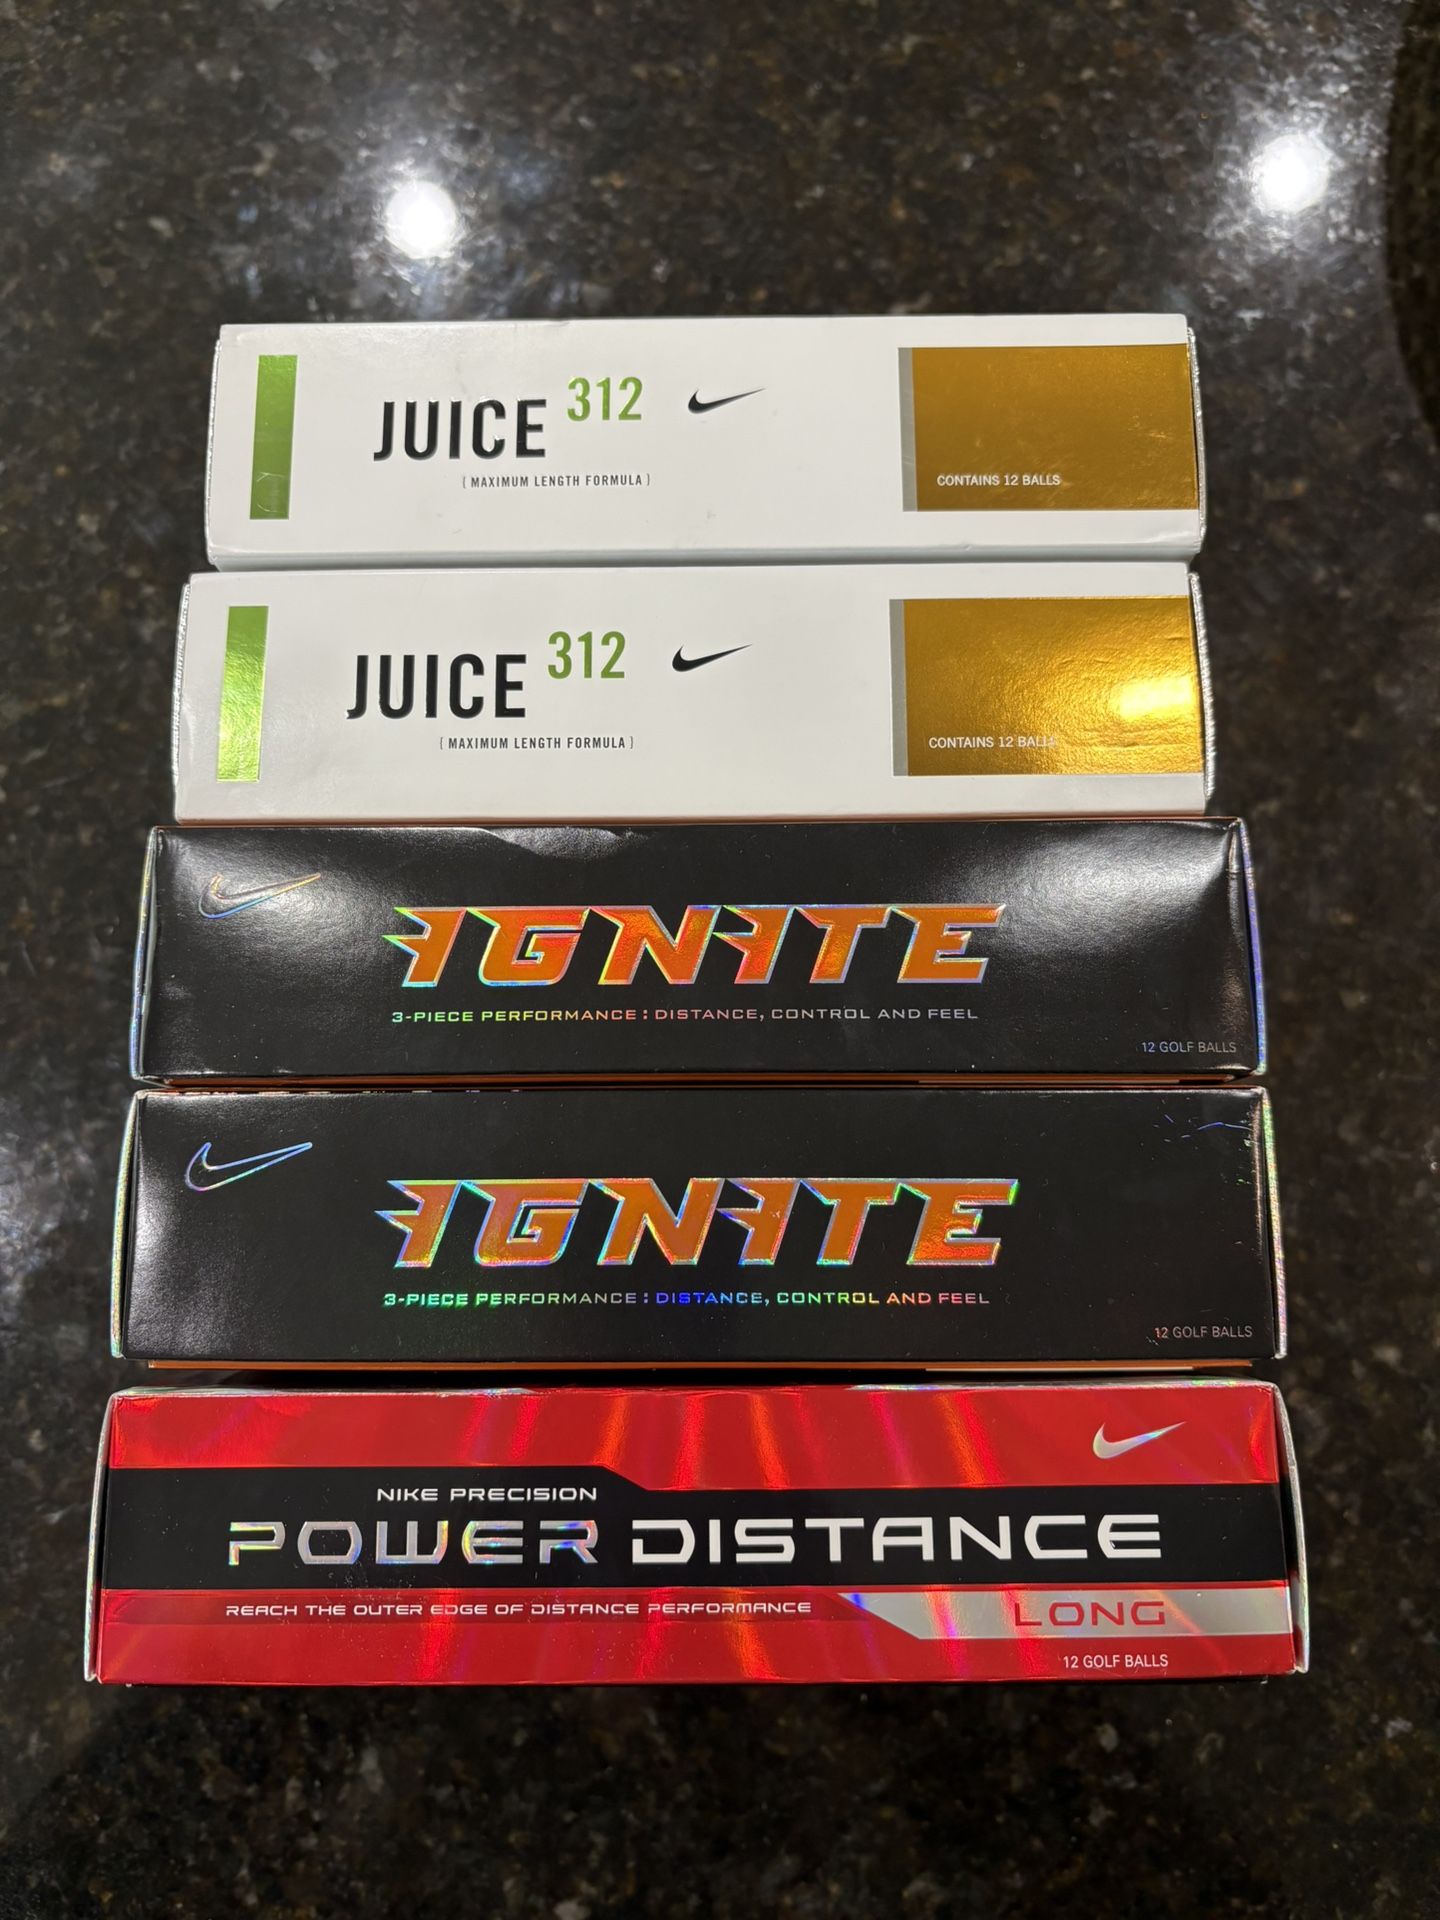 JUICE 312
{ MAXIMUM LENGTH FORMULA }
CONTAINS 12 BALLS
JUICE 312
{ MAXIMUM LENGTH FORMULA }
CONTAINS 12 BALLS
IGNITE
3-PIECE PERFORMANCE : DISTANCE, CONTROL AND FEEL
12 GOLF BALLS
IGNITE
3-PIECE PERFORMANCE : DISTANCE, CONTROL AND FEEL
12 GOLF BALLS
NIKE PRECISION
POWER DISTANCE
REACH THE OUTER EDGE OF DISTANCE PERFORMANCE
LONG
12 GOLF BALLS